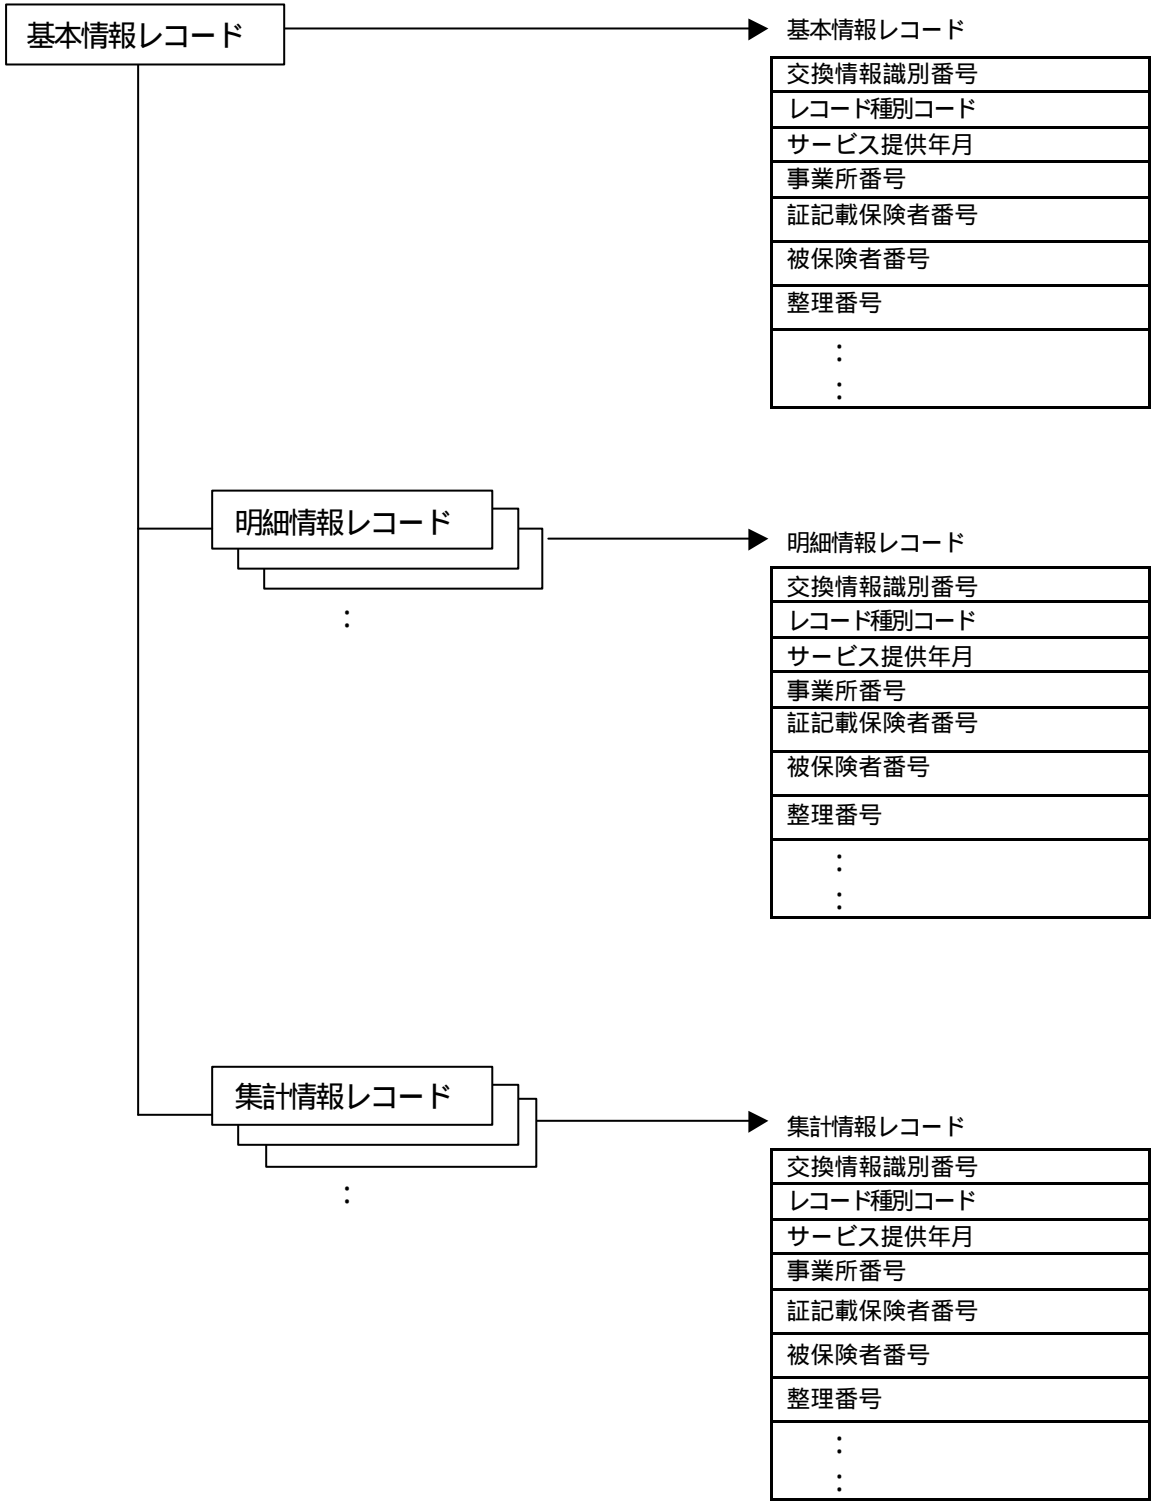 基本情報レコード
基本情報レコード
交換情報識別番号
レコード種別コード
サービス提供年月
事業所番号
証記載保険者番号
被保険者番号
整理番号
：
：
明細情報レコード
：
明細情報レコード
交換情報識別番号
レコード種別コード
サービス提供年月
事業所番号
証記載保険者番号
被保険者番号
整理番号
：
：
集計情報レコード
：
集計情報レコード
交換情報識別番号
レコード種別コード
サービス提供年月
事業所番号
証記載保険者番号
被保険者番号
整理番号
：
：